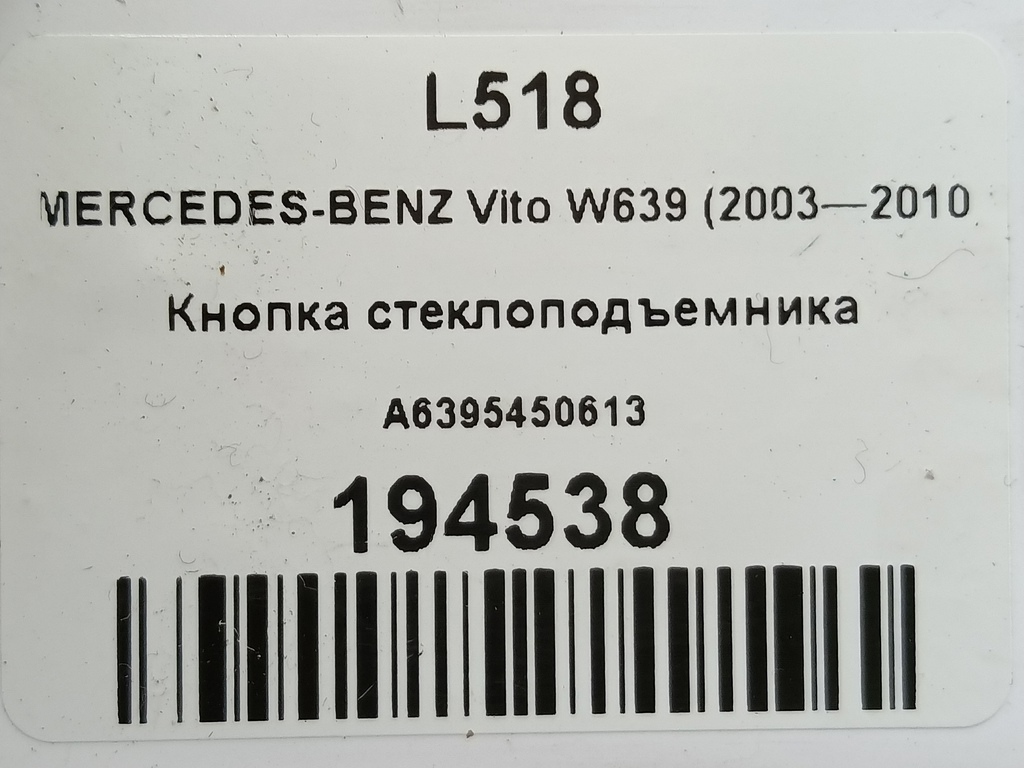 L518
MERCEDES-BENZ Vito W639 (2003—2010
Кнопка стеклоподъемника
A6395450613
194538